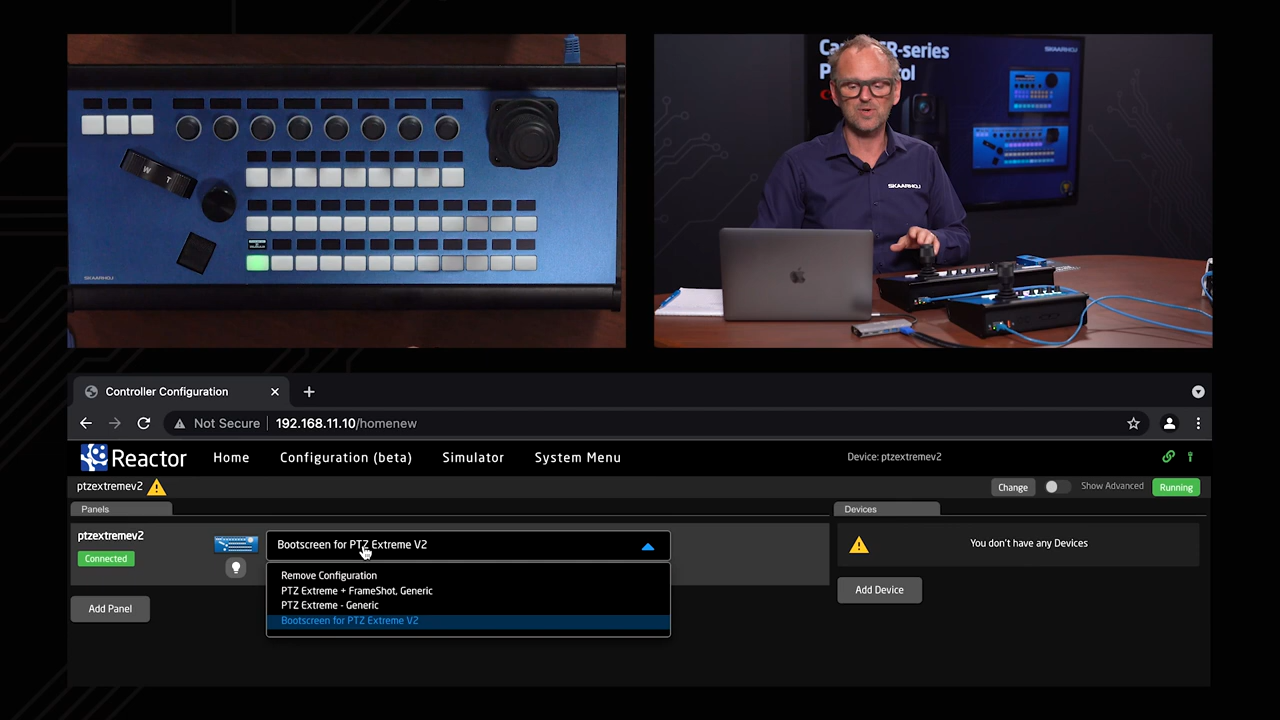 W T
SKAARHOJ
SKAARHOJ
SKAARHOJ
Controller Configuration
Not Secure
192.168.11.10/homenew
Reactor
Home
Configuration (beta)
Simulator
System Menu
Device: ptzextremev2
ptzextremev2
Change
Show Advanced
Running
Panels
Devices
ptzextremev2
Connected
Bootscreen for PTZ Extreme V2
You don't have any Devices
Remove Configuration
PTZ Extreme + FrameShot, Generic
PTZ Extreme - Generic
Bootscreen for PTZ Extreme V2
Add Panel
Add Device